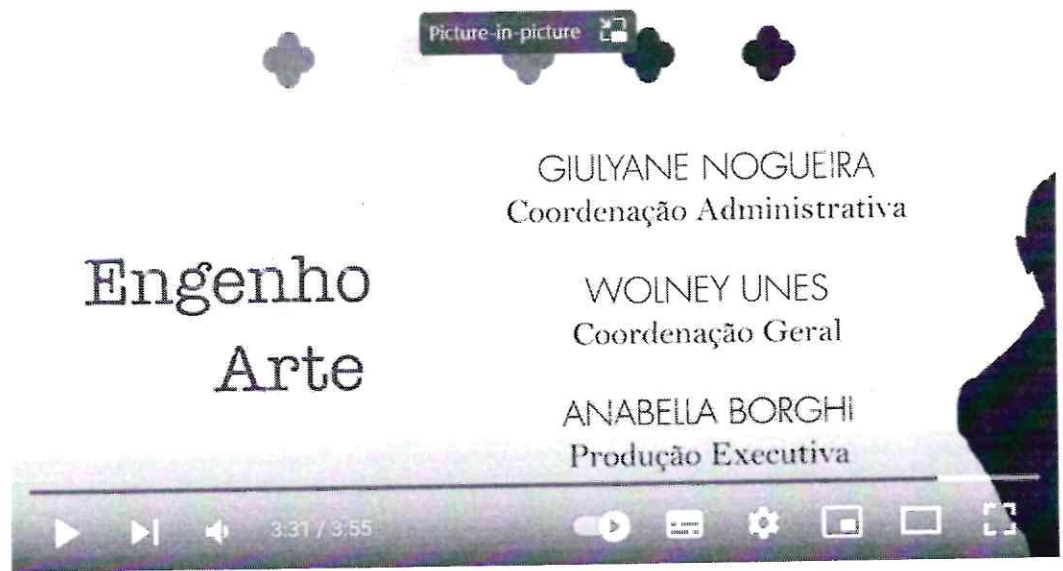 Picture-in-picture
GIULYANE NOGUEIRA
Coordenação Administrativa
Engenho
Arte
WOLNEY UNES
Coordenação Geral
ANABELLA BORGHI
Produção Executiva
3:31 / 3:55